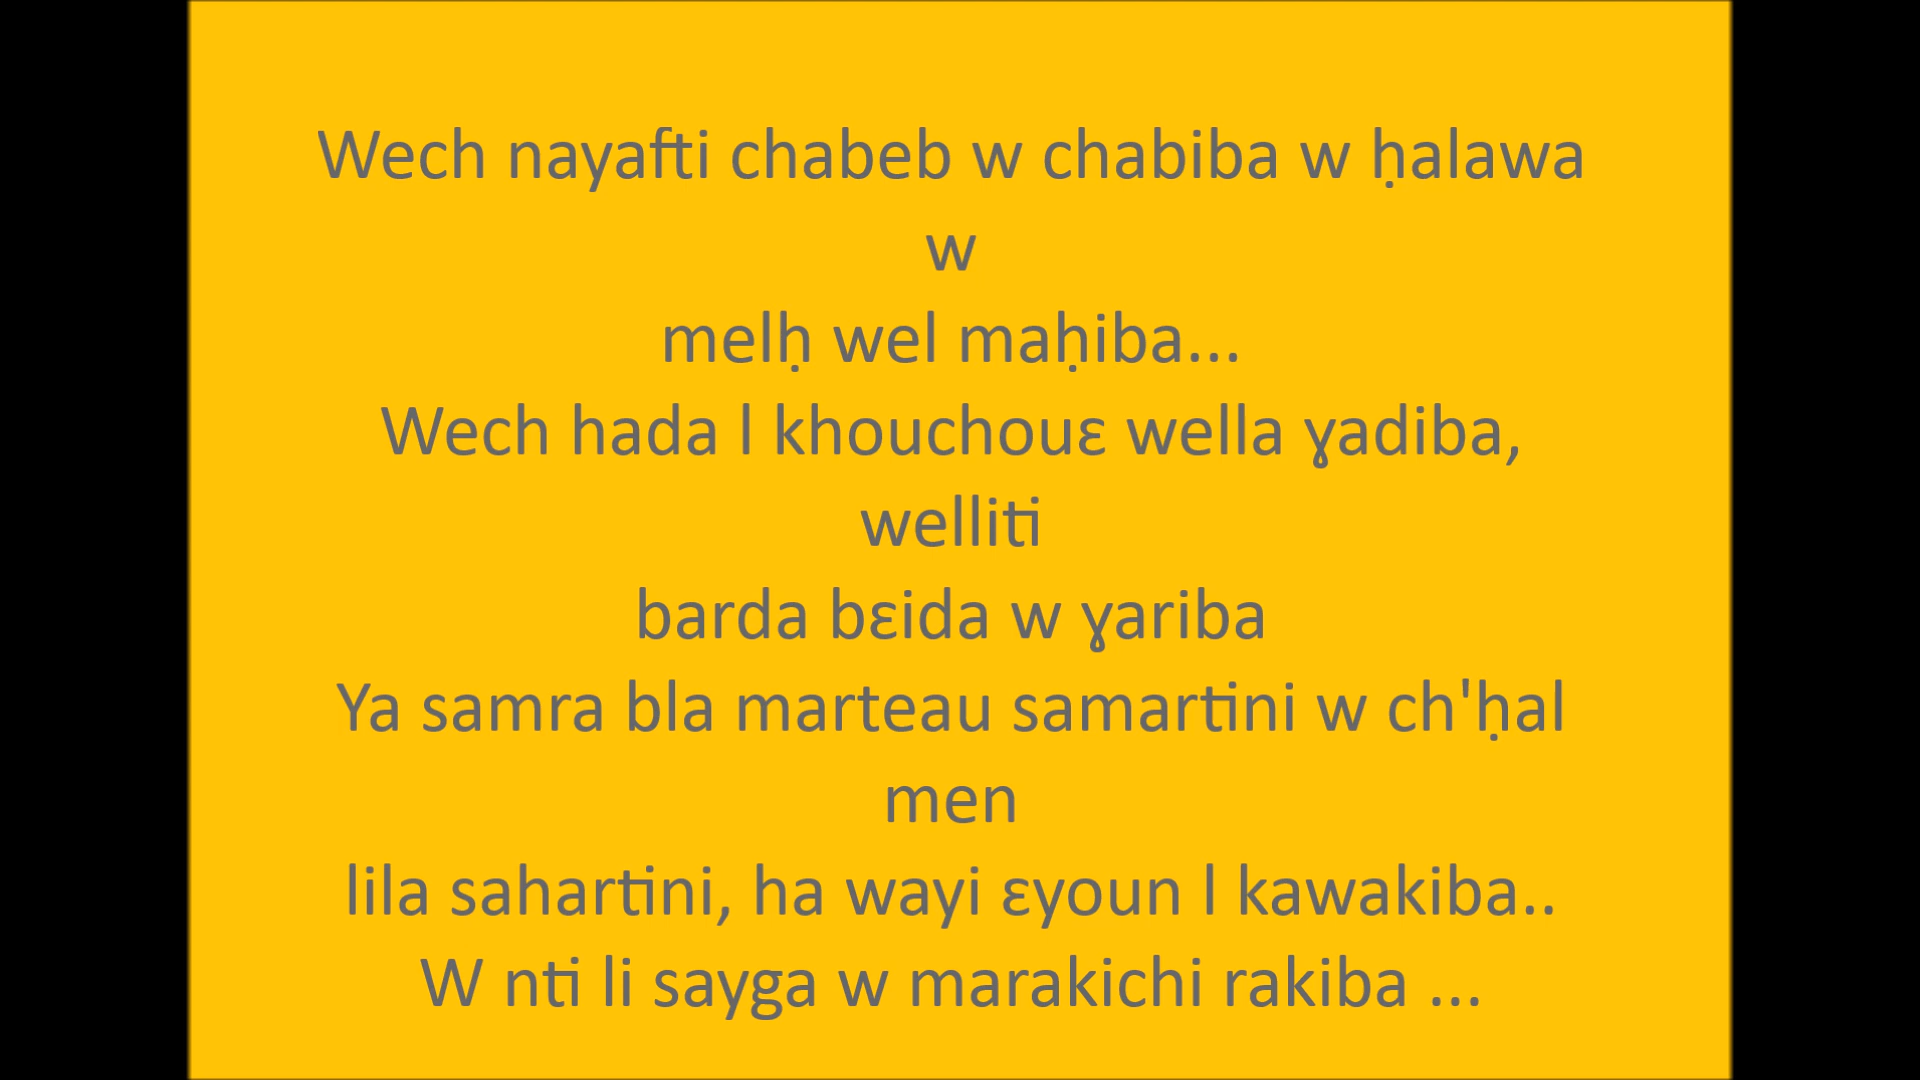 Wech nayafti chabeb w chabiba w ḥalawa
w
melḥ wel maḥiba...
Wech hada l khouchouɛ wella ɣadiba,
welliti
barda bɛida w ɣariba
Ya samra bla marteau samartini w ch'ḥal
men
lila sahartini, ha wayi ɛyoun l kawakiba..
W nti li sayga w marakichi rakiba ...